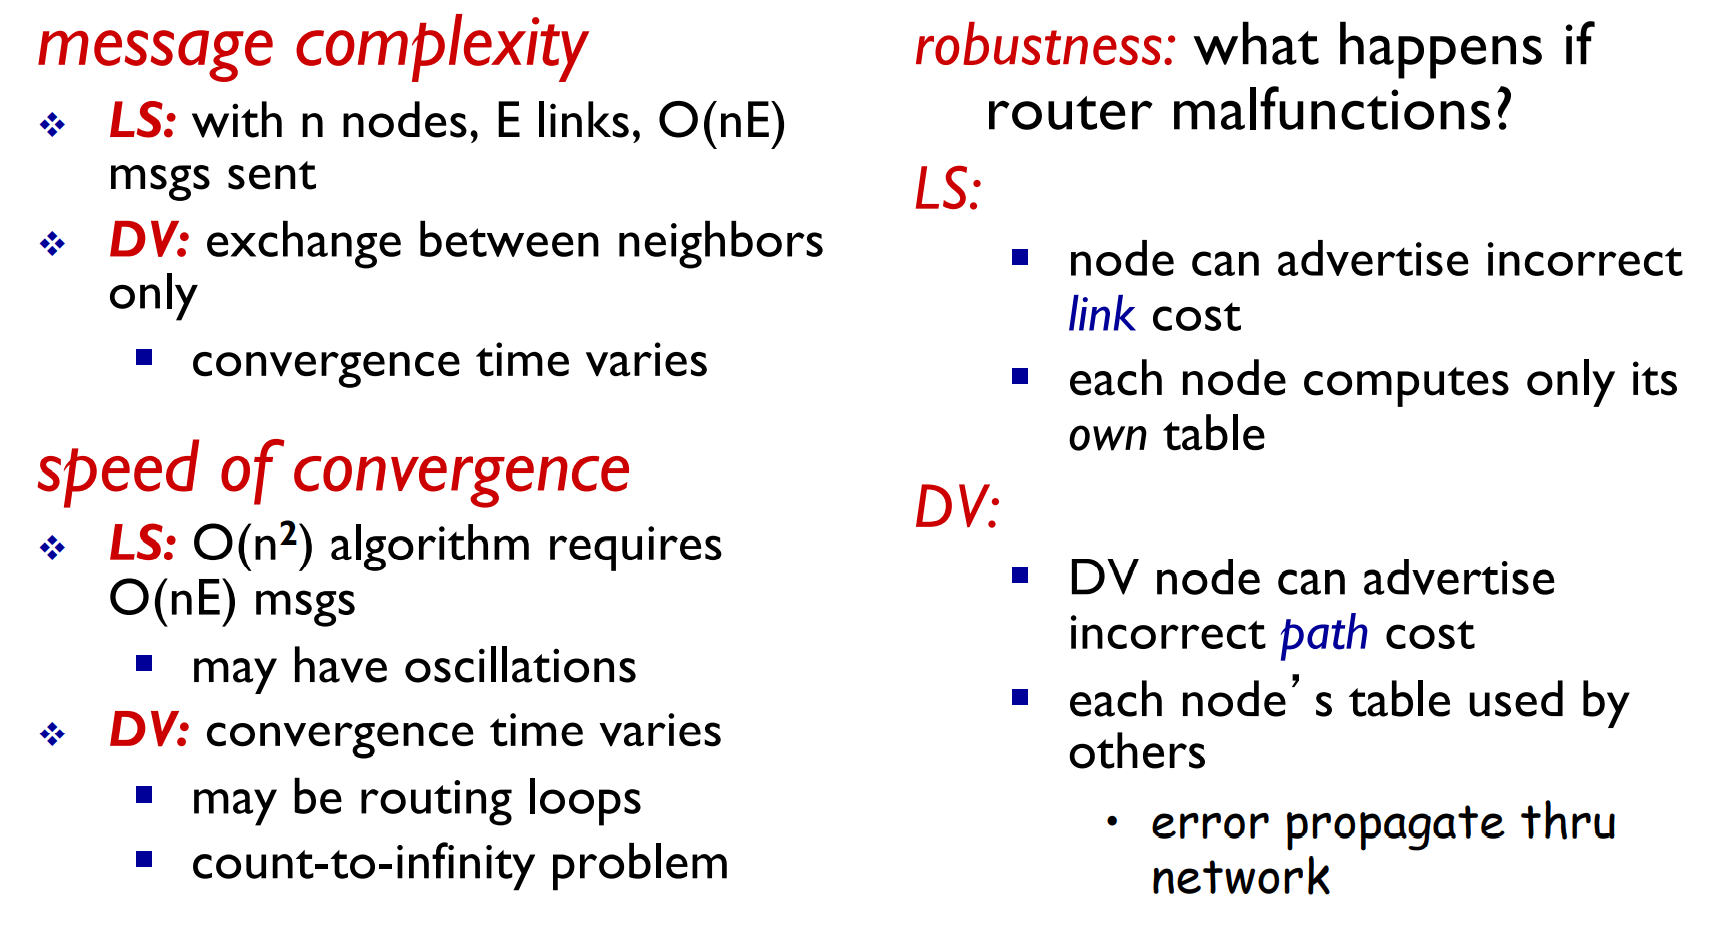 message complexity
❖ LS: with n nodes, E links, O(nE)
msgs sent
❖ DV: exchange between neighbors
only
▪ convergence time varies
speed of convergence
❖ LS: O(n²) algorithm requires
O(nE) msgs
▪ may have oscillations
❖ DV: convergence time varies
▪ may be routing loops
▪ count-to-infinity problem
robustness: what happens if
router malfunctions?
LS:
▪ node can advertise incorrect
link cost
▪ each node computes only its
own table
DV:
▪ DV node can advertise
incorrect path cost
▪ each node’s table used by
others
• error propagate thru
network